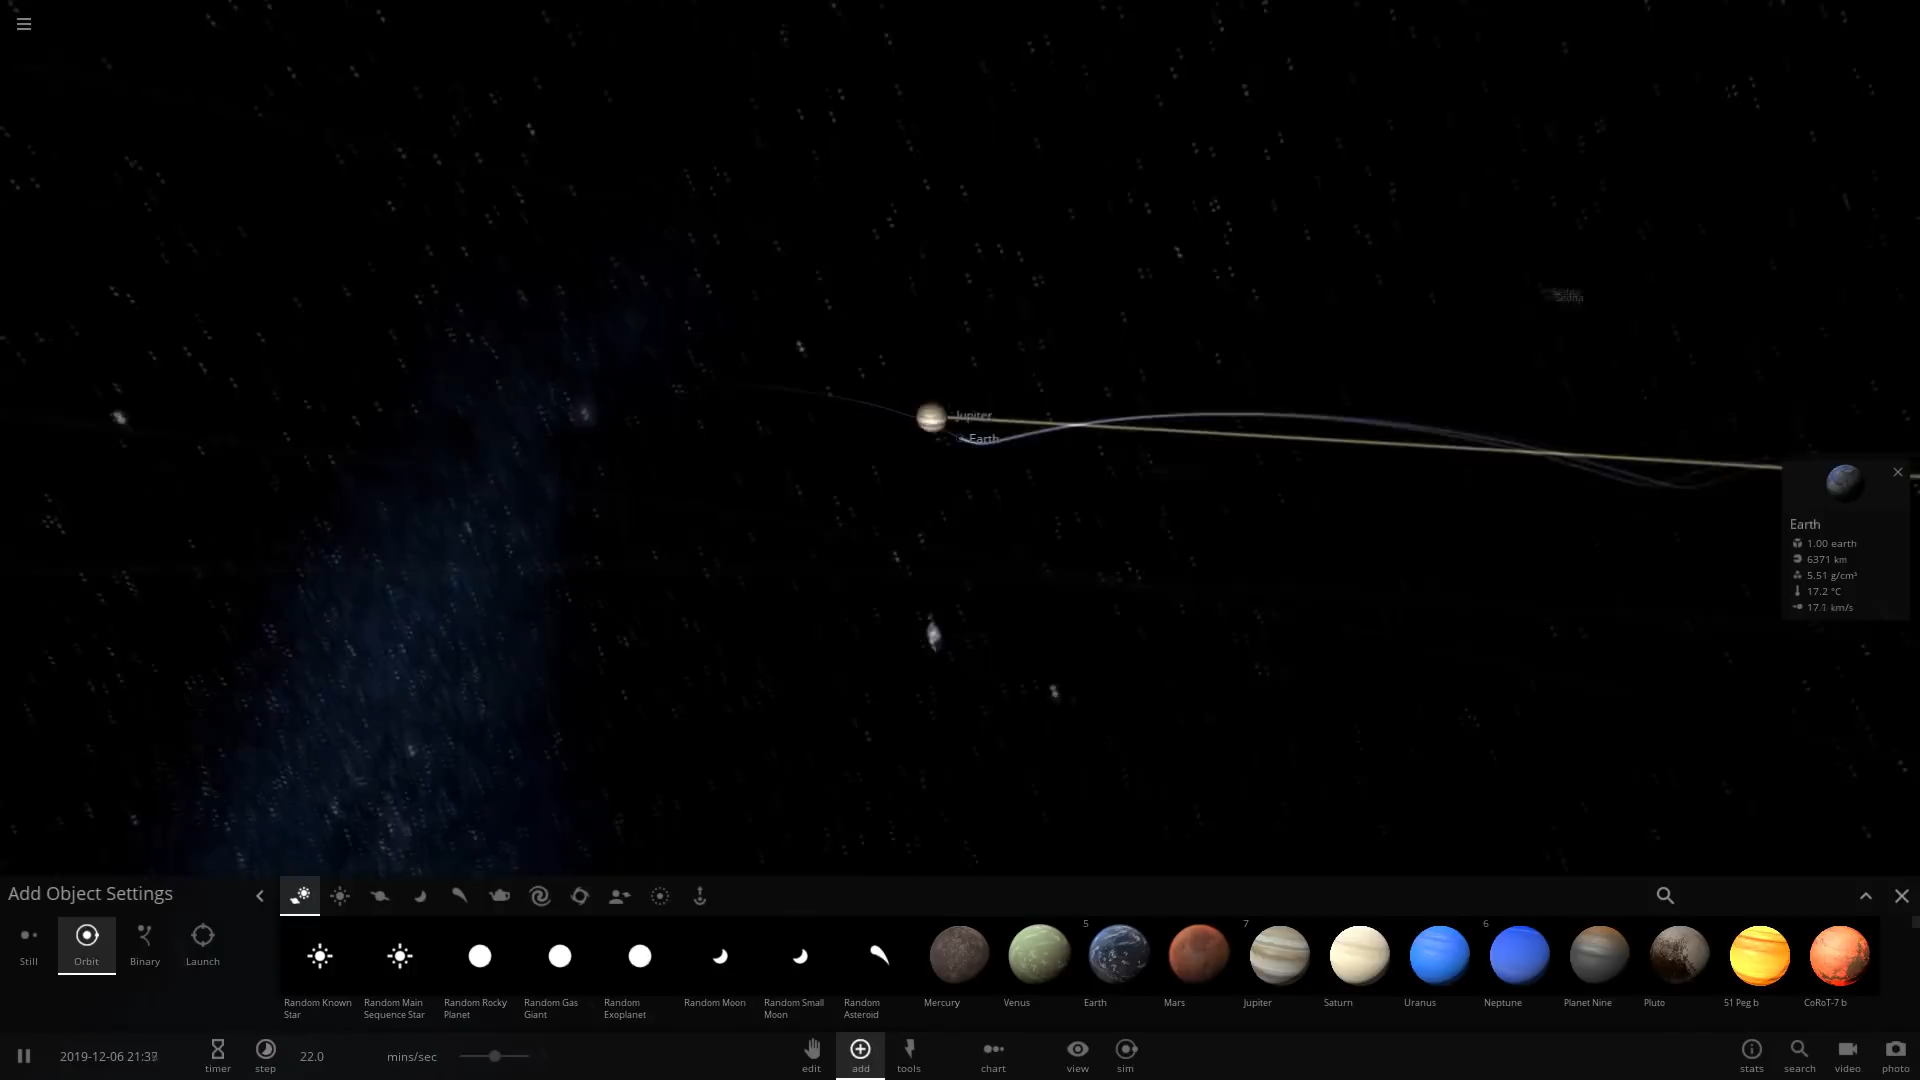 Sedna
Jupiter
Earth
Earth
1.00 earth
6371 km
5.51 g/cm³
17.2 °C
17.1 km/s
Add Object Settings
Still
Orbit
Binary
Launch
5
7
6
Random Known Star
Random Main Sequence Star
Random Rocky Planet
Random Gas Giant
Random Exoplanet
Random Moon
Random Small Moon
Random Asteroid
Mercury
Venus
Earth
Mars
Jupiter
Saturn
Uranus
Neptune
Planet Nine
Pluto
51 Peg b
CoRoT-7 b
2019-12-06
timer
step
22.0
mins/sec
edit
add
tools
chart
view
sim
stats
search
video
photo